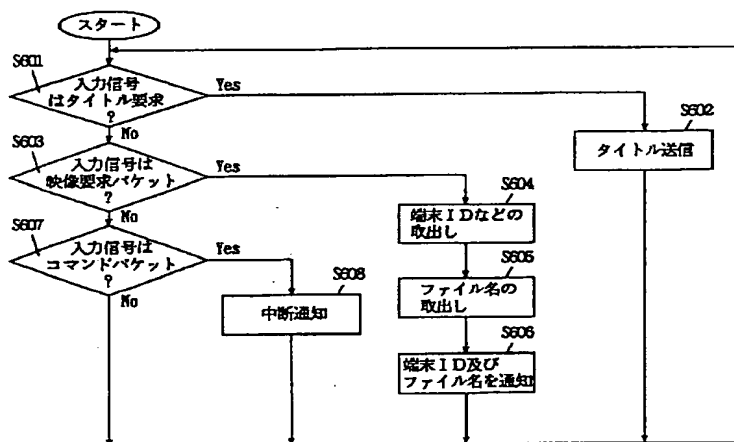 スタート
S601
入力信号
はタイトル要求
?
Yes
No
S602
タイトル送信
S603
入力信号は
映像要求パケット
?
Yes
No
S604
端末IDなどの
取出し
S605
ファイル名の
取出し
S606
端末ID及び
ファイル名を通知
S607
入力信号は
コマンドパケット
?
Yes
No
S608
中断通知